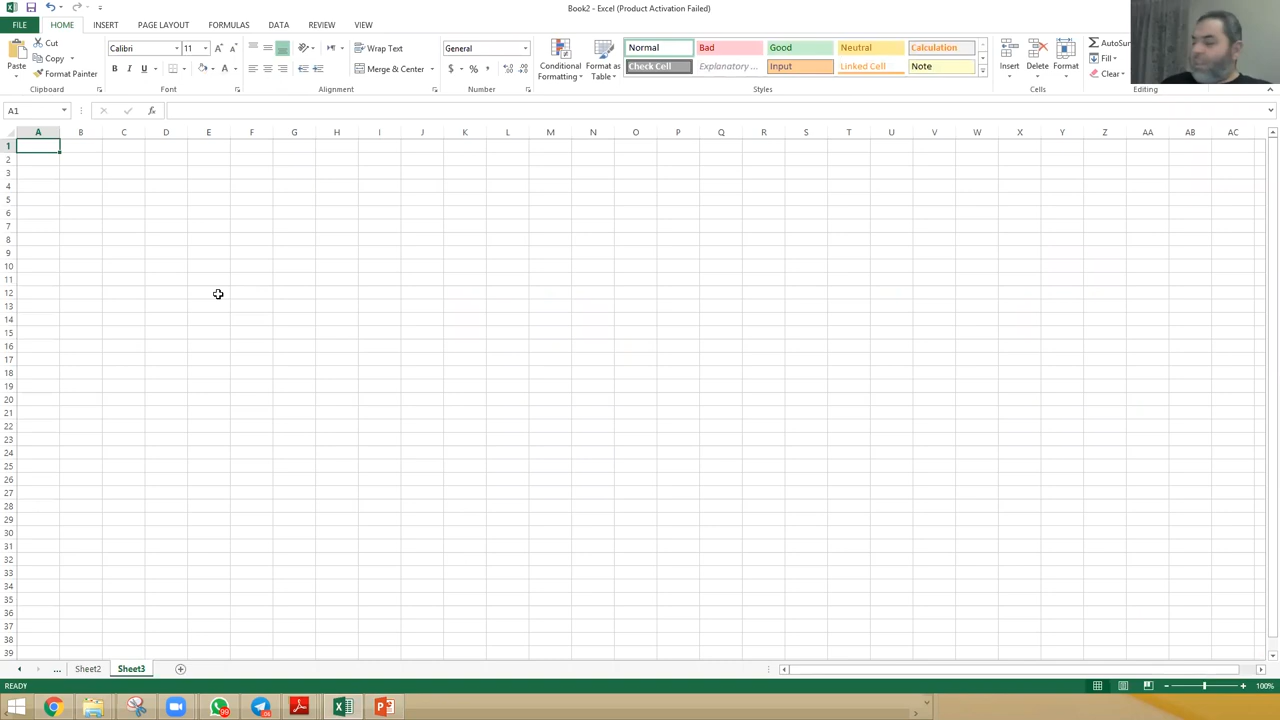 Book2 - Excel (Product Activation Failed)
FILE HOME INSERT PAGE LAYOUT FORMULAS DATA REVIEW VIEW
Cut
Copy
Format Painter
Paste
Clipboard
Calibri 11
B I U
Font
Wrap Text
Merge & Center
Alignment
General
$ % ,
Number
Conditional Formatting
Format as Table
Normal Bad Good Neutral Calculation
Check Cell Explanatory ... Input Linked Cell Note
Styles
Insert Delete Format
Cells
AutoSu
Fill
Clear
Editing
A1
fx
A B C D E F G H I J K L M N O P Q R S T U V W X Y Z AA AB AC
1
2
3
4
5
6
7
8
9
10
11
12
13
14
15
16
17
18
19
20
21
22
23
24
25
26
27
28
29
30
31
32
33
34
35
36
37
38
39
... Sheet2 Sheet3
READY
100%
99